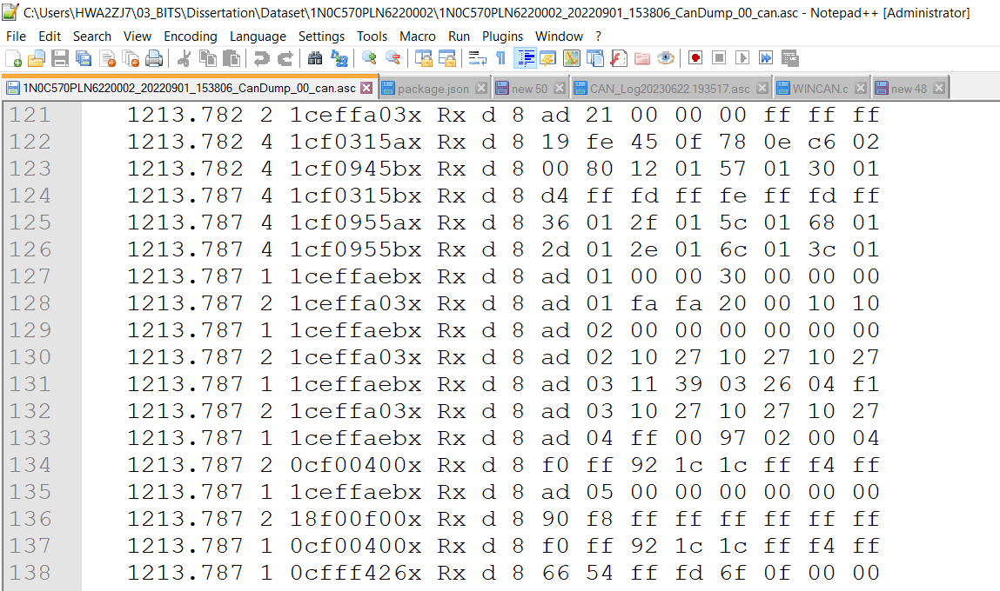 C:\Users\HWA2ZJ7\03_BITS\Dissertation\Dataset\1N0C570PLN6220002\1N0C570PLN6220002_20220901_153806_CanDump_00_can.asc - Notepad++ [Administrator]
File Edit Search View Encoding Language Settings Tools Macro Run Plugins Window ?
1N0C570PLN6220002_20220901_153806_CanDump_00_can.asc package.json new 50 CAN_Log20230622.193517.asc WINCAN.c new 48
121 1213.782 2 1ceffa03x Rx d 8 ad 21 00 00 00 ff ff ff
122 1213.782 4 1cf0315ax Rx d 8 19 fe 45 0f 78 0e c6 02
123 1213.782 4 1cf0945bx Rx d 8 00 80 12 01 57 01 30 01
124 1213.787 4 1cf0315bx Rx d 8 d4 ff fd ff fe ff fd ff
125 1213.787 4 1cf0955ax Rx d 8 36 01 2f 01 5c 01 68 01
126 1213.787 4 1cf0955bx Rx d 8 2d 01 2e 01 6c 01 3c 01
127 1213.787 1 1ceffaebx Rx d 8 ad 01 00 00 30 00 00 00
128 1213.787 2 1ceffa03x Rx d 8 ad 01 fa fa 20 00 10 10
129 1213.787 1 1ceffaebx Rx d 8 ad 02 00 00 00 00 00 00
130 1213.787 2 1ceffa03x Rx d 8 ad 02 10 27 10 27 10 27
131 1213.787 1 1ceffaebx Rx d 8 ad 03 11 39 03 26 04 f1
132 1213.787 2 1ceffa03x Rx d 8 ad 03 10 27 10 27 10 27
133 1213.787 1 1ceffaebx Rx d 8 ad 04 ff 00 97 02 00 04
134 1213.787 2 0cf00400x Rx d 8 f0 ff 92 1c 1c ff f4 ff
135 1213.787 1 1ceffaebx Rx d 8 ad 05 00 00 00 00 00 00
136 1213.787 2 18f00f00x Rx d 8 90 f8 ff ff ff ff ff ff
137 1213.787 1 0cf00400x Rx d 8 f0 ff 92 1c 1c ff f4 ff
138 1213.787 1 0cfff426x Rx d 8 66 54 ff fd 6f 0f 00 00